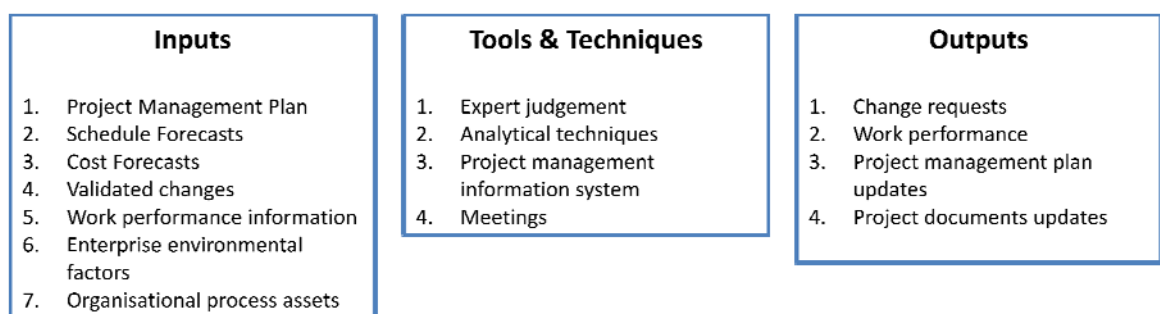 Inputs
1. Project Management Plan
2. Schedule Forecasts
3. Cost Forecasts
4. Validated changes
5. Work performance information
6. Enterprise environmental
factors
7. Organisational process assets
Tools & Techniques
1. Expert judgement
2. Analytical techniques
3. Project management
information system
4. Meetings
Outputs
1. Change requests
2. Work performance
3. Project management plan
updates
4. Project documents updates